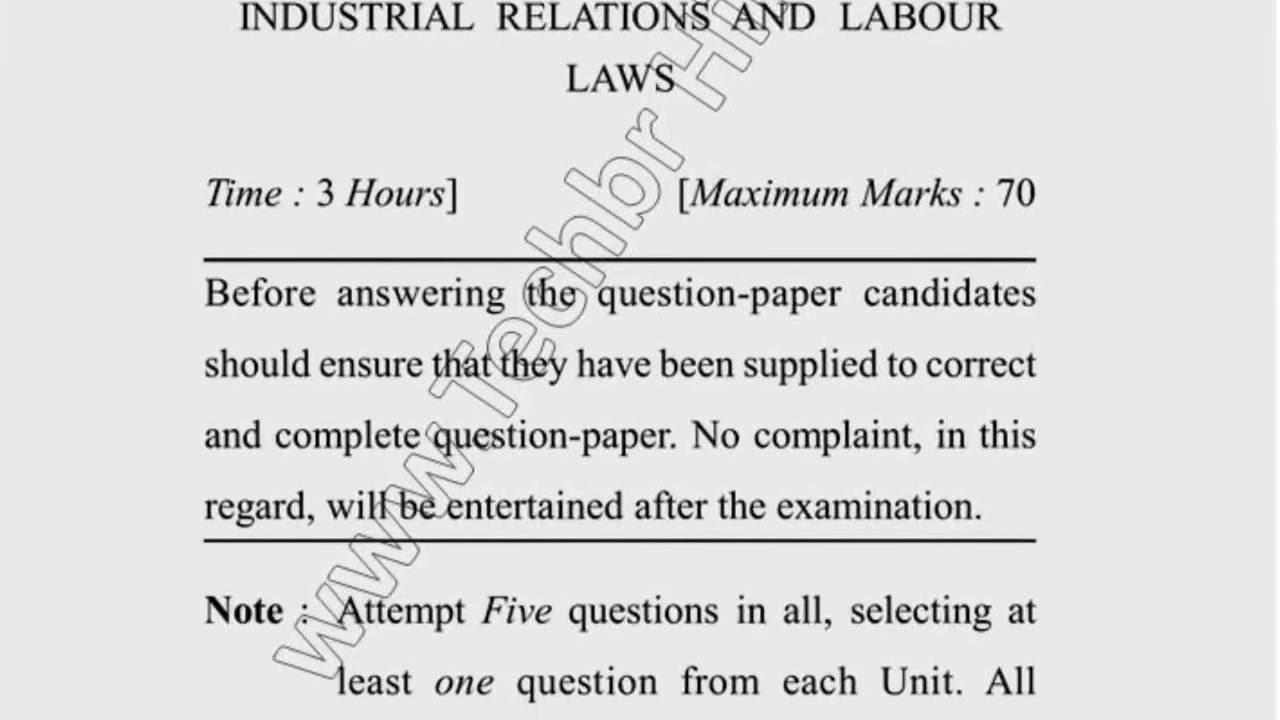 INDUSTRIAL RELATIONS AND LABOUR
LAWS
Time : 3 Hours] [Maximum Marks : 70
Before answering the question-paper candidates
should ensure that they have been supplied to correct
and complete question-paper. No complaint, in this
regard, will be entertained after the examination.
Note : Attempt Five questions in all, selecting at
least one question from each Unit. All
www.Techbr